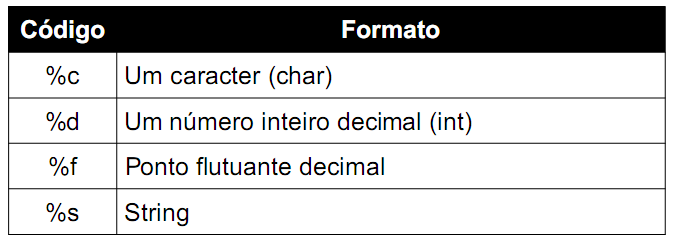 Código Formato
%c Um caracter (char)
%d Um número inteiro decimal (int)
%f Ponto flutuante decimal
%s String